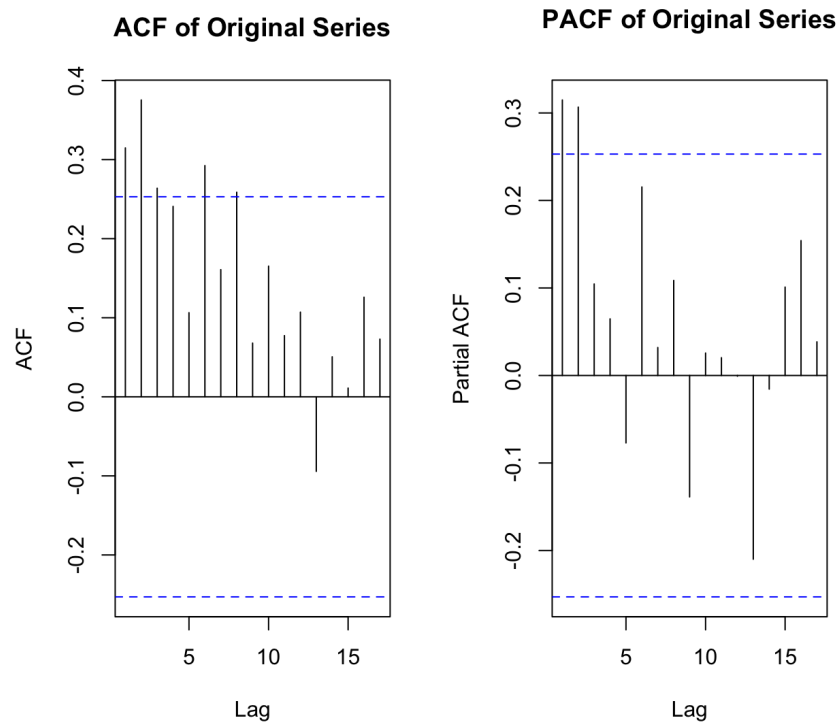 ACF of Original Series
ACF
0.4
0.3
0.2
0.1
0.0
-0.1
-0.2
5 10 15
Lag
PACF of Original Series
Partial ACF
0.3
0.2
0.1
0.0
-0.1
-0.2
5 10 15
Lag